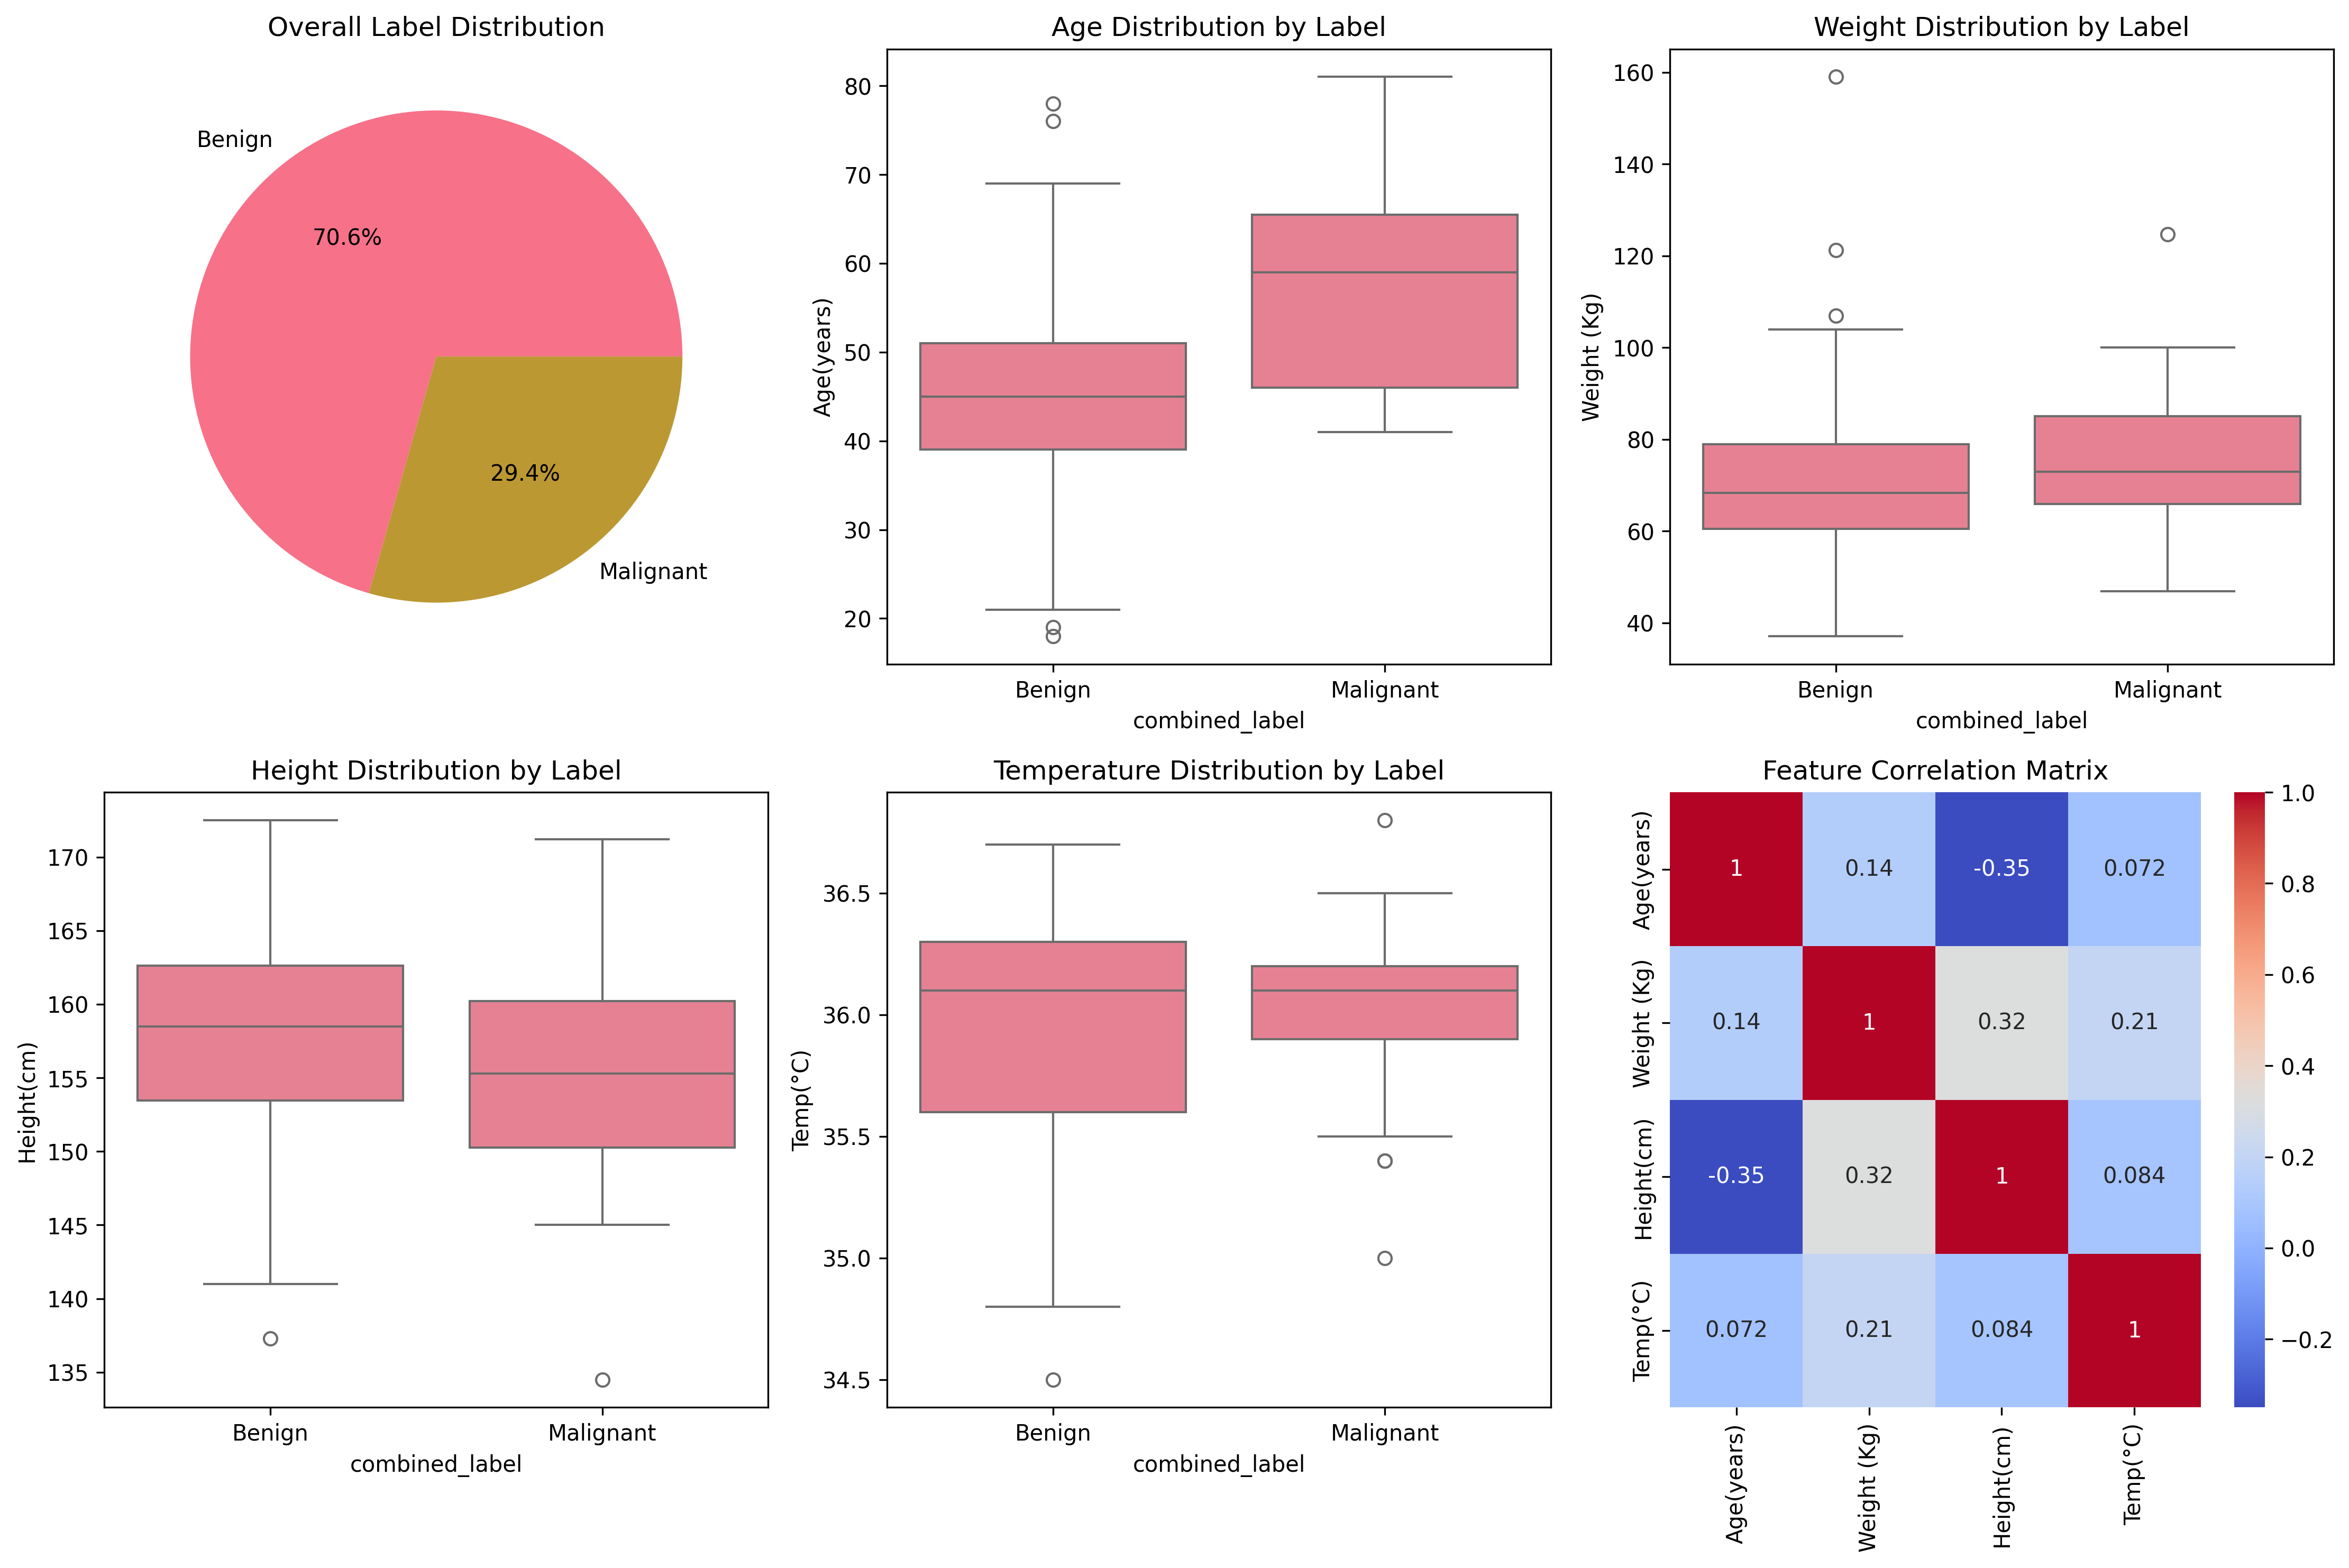 Overall Label Distribution
Benign
70.6%
29.4%
Malignant
Age Distribution by Label
Age(years)
80
70
60
50
40
30
20
Benign
Malignant
combined_label
Weight Distribution by Label
Weight (Kg)
160
140
120
100
80
60
40
Benign
Malignant
combined_label
Height Distribution by Label
Height(cm)
170
165
160
155
150
145
140
135
Benign
Malignant
combined_label
Temperature Distribution by Label
Temp(°C)
36.5
36.0
35.5
35.0
34.5
Benign
Malignant
combined_label
Feature Correlation Matrix
Age(years)
1 0.14 -0.35 0.072
Weight (Kg)
0.14 1 0.32 0.21
Height(cm)
-0.35 0.32 1 0.084
Temp(°C)
0.072 0.21 0.084 1
Age(years)
Weight (Kg)
Height(cm)
Temp(°C)
1.0
0.8
0.6
0.4
0.2
0.0
−0.2